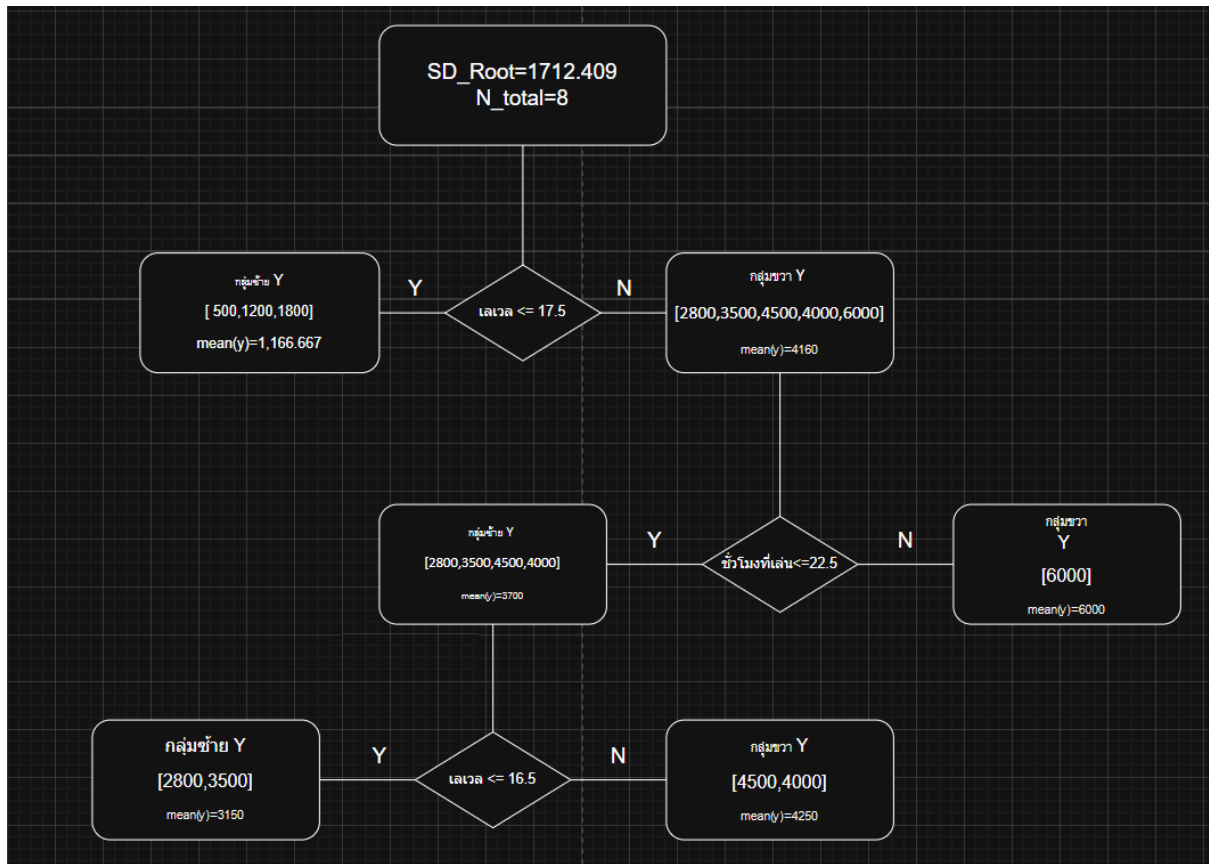 SD_Root=1712.409
N_total=8
กลุ่มซ้าย Y
[ 500,1200,1800]
mean(y)=1,166.667
Y
เลเวล <= 17.5
N
กลุ่มขวา Y
[2800,3500,4500,4000,6000]
mean(y)=4160
กลุ่มซ้าย Y
[2800,3500,4500,4000]
mean(y)=3700
Y
ชั่วโมงที่เล่น<=22.5
N
กลุ่มขวา
Y
[6000]
mean(y)=6000
กลุ่มซ้าย Y
[2800,3500]
mean(y)=3150
Y
เลเวล <= 16.5
N
กลุ่มขวา Y
[4500,4000]
mean(y)=4250